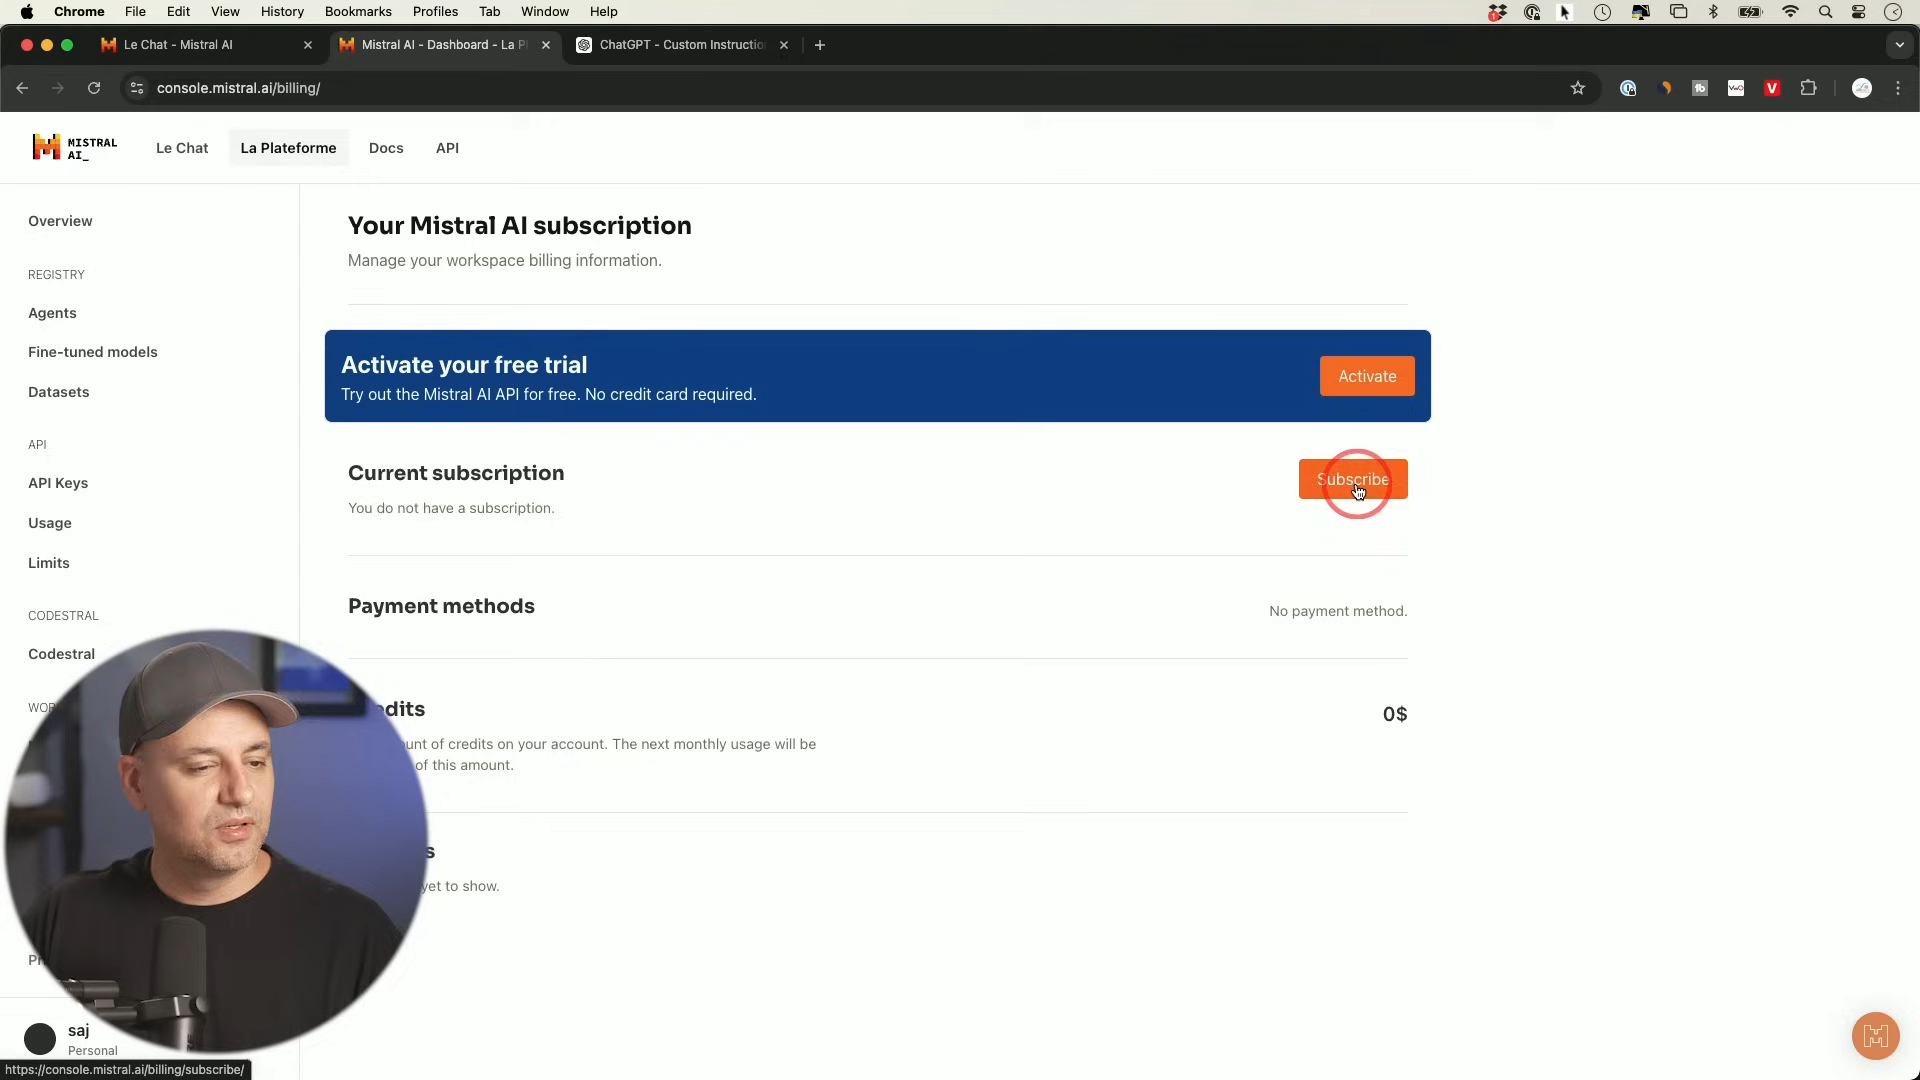 Chrome File Edit View History Bookmarks Profiles Tab Window Help
Le Chat - Mistral AI
Mistral AI - Dashboard - La P
ChatGPT - Custom Instructio
console.mistral.ai/billing/
MISTRAL
AI_
Le Chat
La Plateforme
Docs
API
Overview
REGISTRY
Agents
Fine-tuned models
Datasets
API
API Keys
Usage
Limits
CODESTRAL
Codestral
Your Mistral AI subscription
Manage your workspace billing information.
Activate your free trial
Try out the Mistral AI API for free. No credit card required.
Activate
Current subscription
You do not have a subscription.
Subscribe
Payment methods
No payment method.
edits
0$
unt of credits on your account. The next monthly usage will be
of this amount.
s
yet to show.
saj
Personal
https://console.mistral.ai/billing/subscribe/